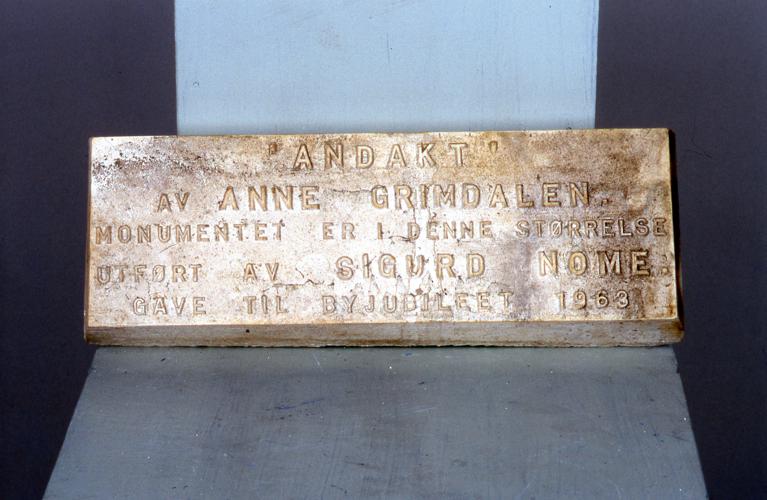 'ANDAKT'
AV ANNE GRIMDALEN.
MONUMENTET ER I DENNE STØRRELSE
UTFØRT AV SIGURD NOME.
GAVE TIL BYJUBILEET 1963